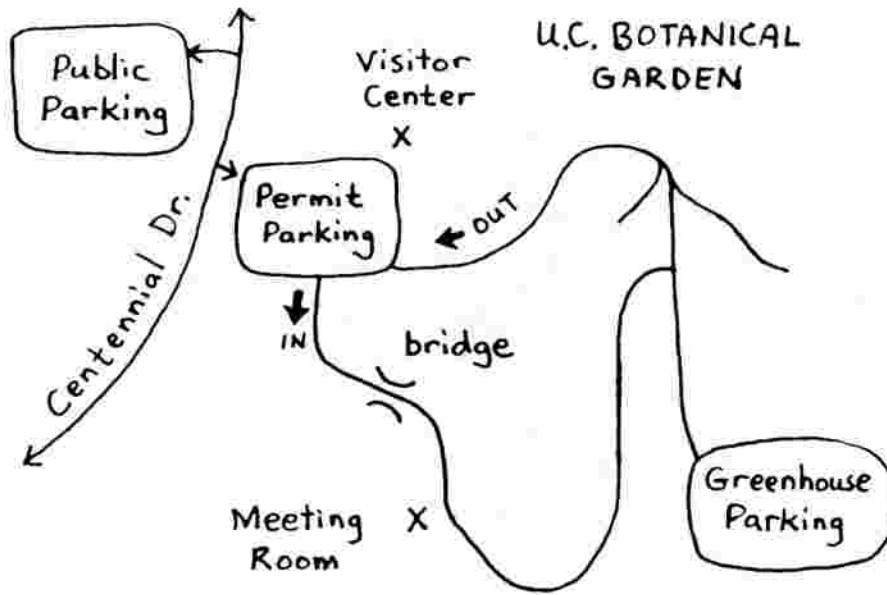 U.C. BOTANICAL
GARDEN
Public
Parking
Visitor
Center
X
Permit
Parking
OUT
Centennial Dr.
IN
bridge
Meeting
Room
X
Greenhouse
Parking